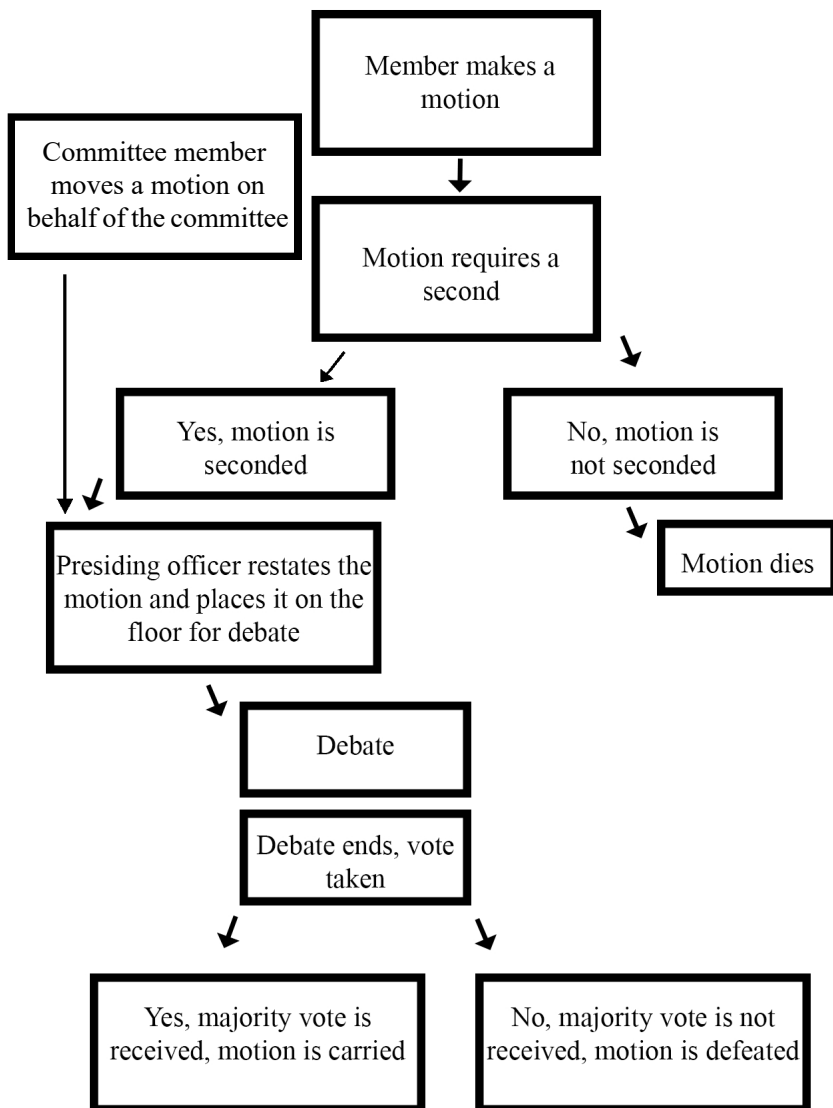 Member makes a
motion
Committee member
moves a motion on
behalf of the committee
Motion requires a
second
Yes, motion is
seconded
No, motion is
not seconded
Presiding officer restates the
motion and places it on the
floor for debate
Motion dies
Debate
Debate ends, vote
taken
Yes, majority vote is
received, motion is carried
No, majority vote is not
received, motion is defeated